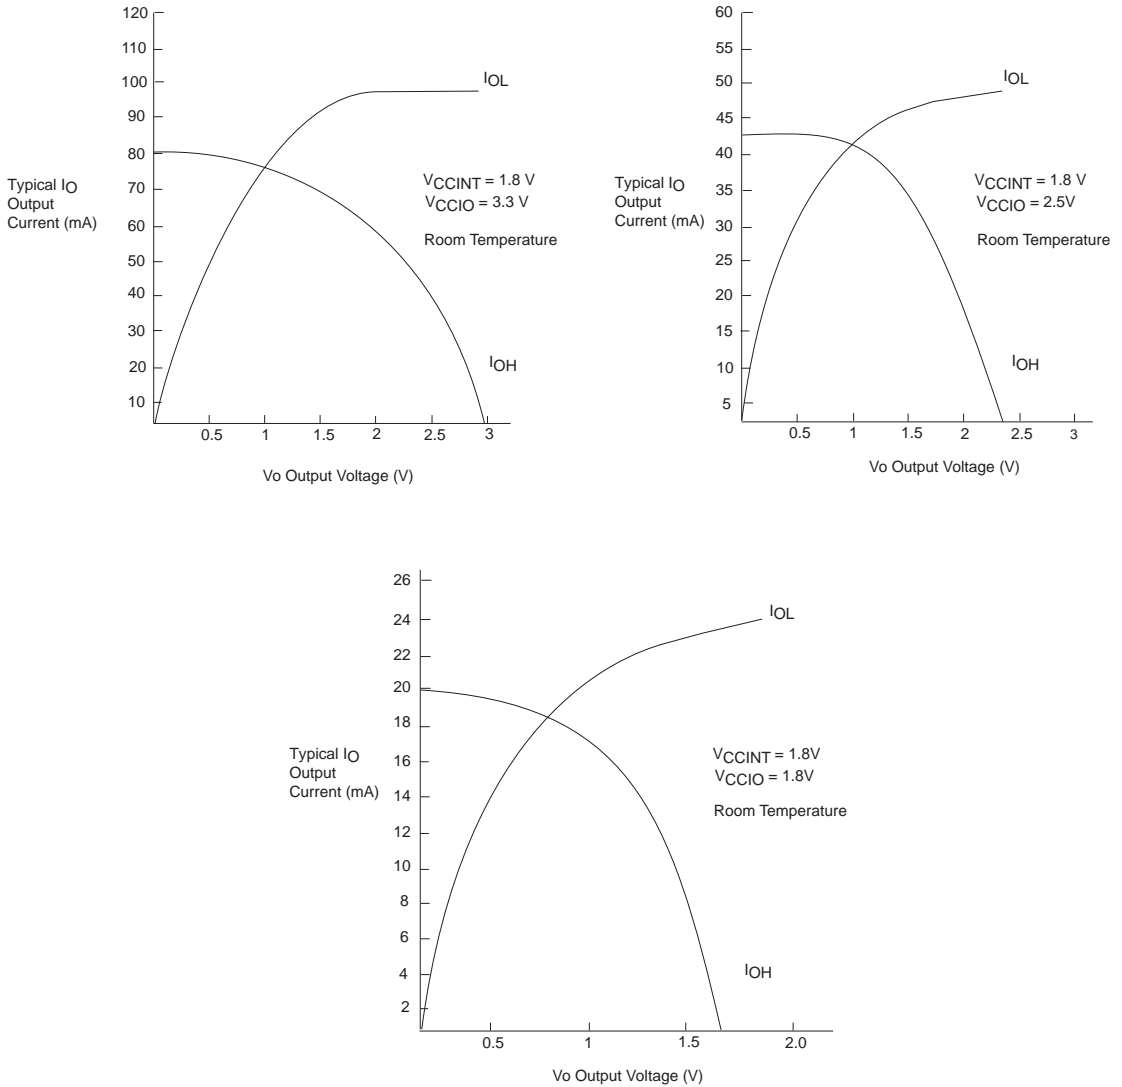 120
110
100
90
80
70
60
50
40
30
20
10
Typical IO
Output
Current (mA)
IOL
VCCINT = 1.8 V
VCCIO = 3.3 V
Room Temperature
IOH
0.5 1 1.5 2 2.5 3
Vo Output Voltage (V)
60
55
50
45
40
35
30
25
20
15
10
5
Typical IO
Output
Current (mA)
IOL
VCCINT = 1.8 V
VCCIO = 2.5V
Room Temperature
IOH
0.5 1 1.5 2 2.5 3
Vo Output Voltage (V)
26
24
22
20
18
16
14
12
10
8
6
4
2
Typical IO
Output
Current (mA)
IOL
VCCINT = 1.8V
VCCIO = 1.8V
Room Temperature
IOH
0.5 1 1.5 2.0
Vo Output Voltage (V)